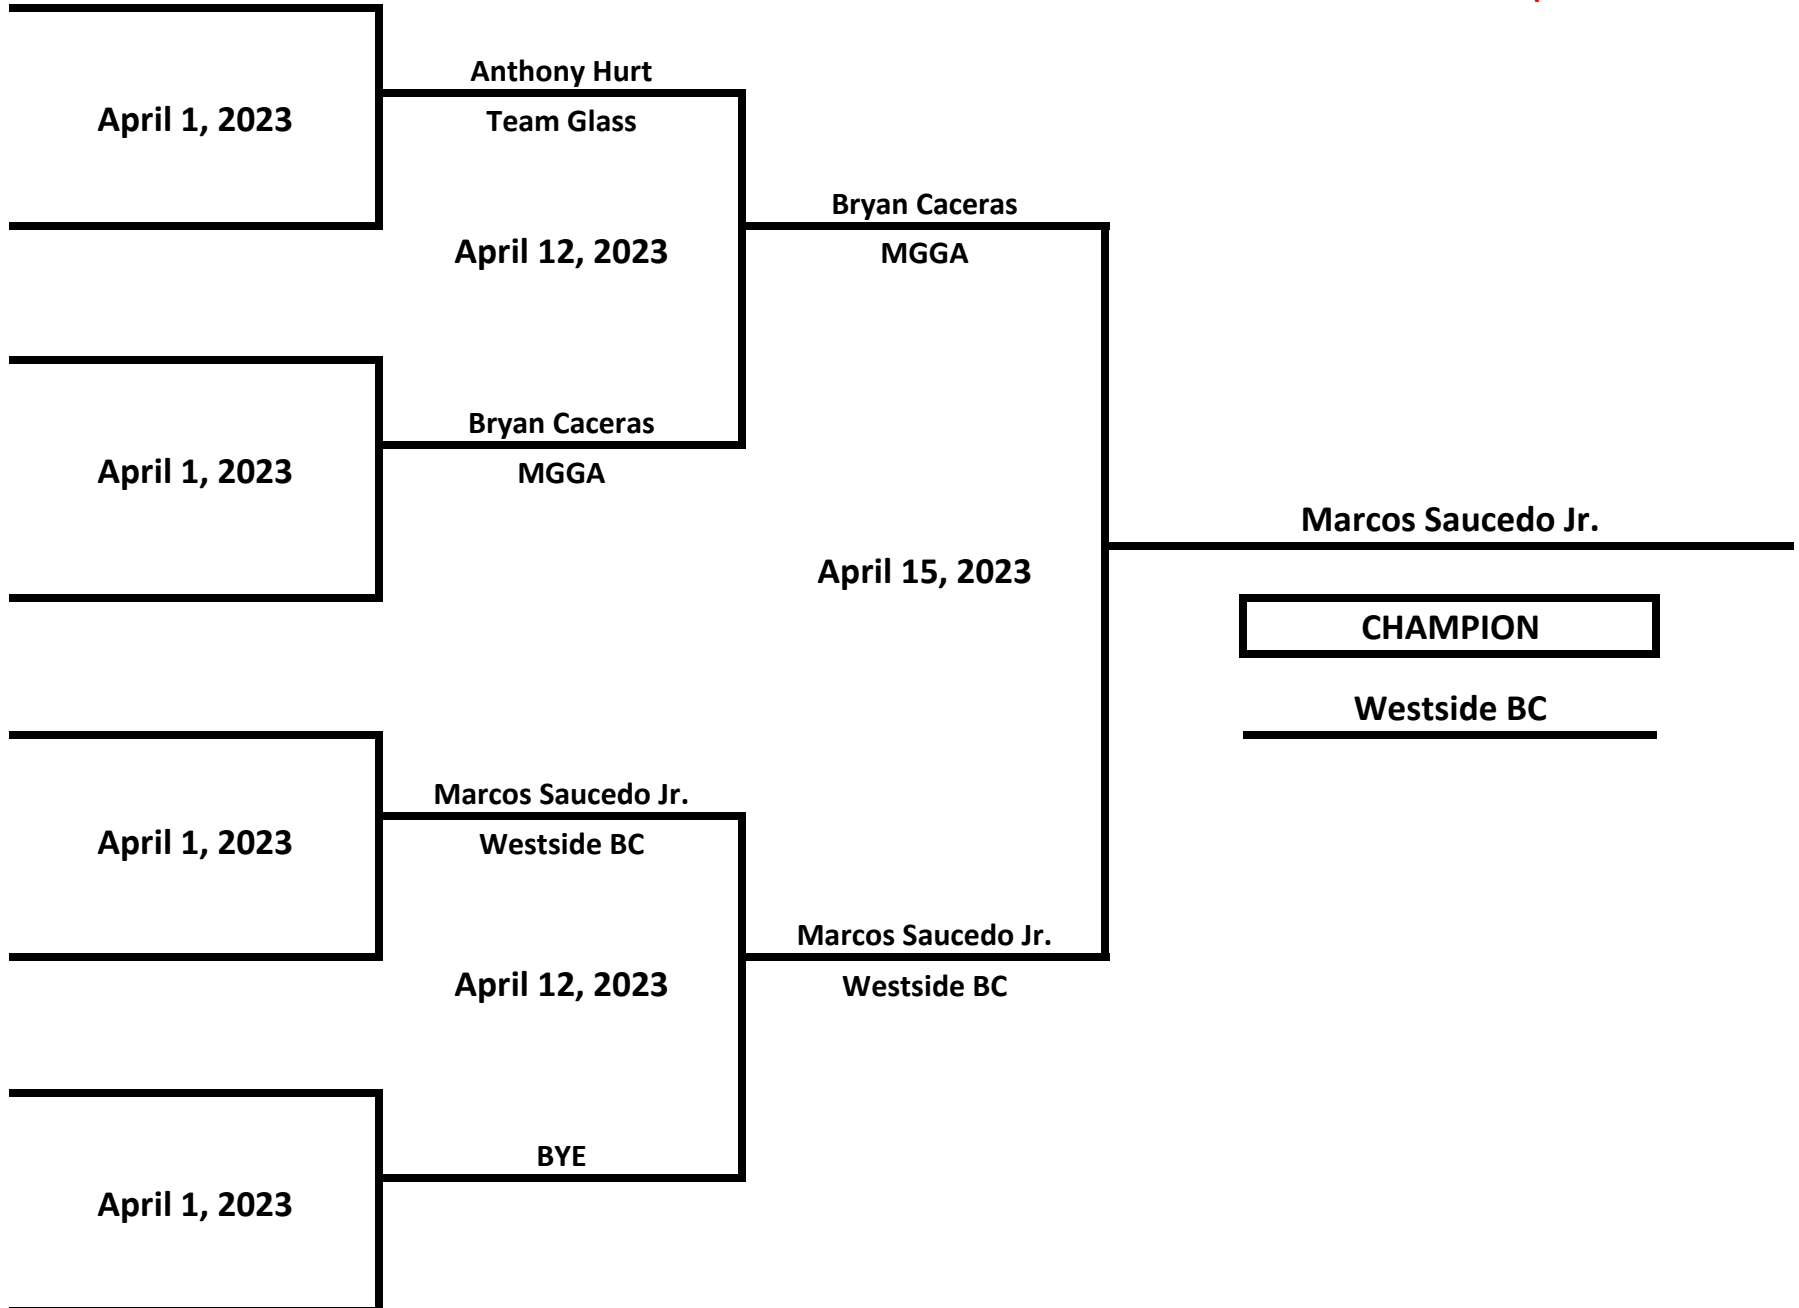 Anthony Hurt
April 1, 2023
Team Glass
Bryan Caceras
April 12, 2023
MGGA
Bryan Caceras
April 1, 2023
MGGA
Marcos Saucedo Jr.
April 15, 2023
CHAMPION
Westside BC
Marcos Saucedo Jr.
April 1, 2023
Westside BC
Marcos Saucedo Jr.
April 12, 2023
Westside BC
BYE
April 1, 2023